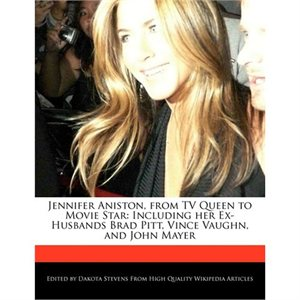 Jennifer Aniston, from TV Queen to
Movie Star: Including her Ex-
Husbands Brad Pitt, Vince Vaughn,
and John Mayer
Edited by Dakota Stevens From High Quality Wikipedia Articles